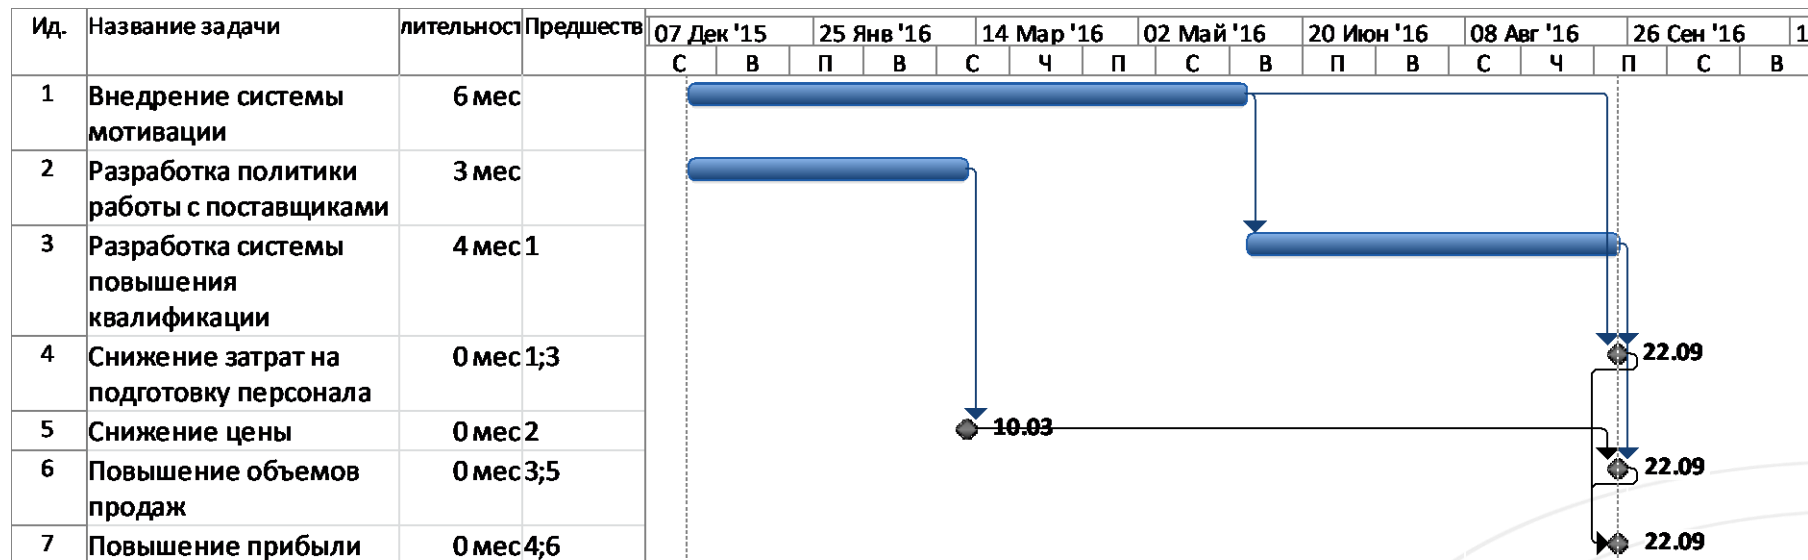 Ид. Название задачи лительност Предшеств 07 Дек '15 25 Янв '16 14 Мар '16 02 Май '16 20 Июн '16 08 Авг '16 26 Сен '16 1
С В П В С Ч П С В П В С Ч П С В
1 Внедрение системы 6 мес
мотивации
2 Разработка политики 3 мес
работы с поставщиками
3 Разработка системы 4 мес 1
повышения
квалификации
4 Снижение затрат на 0 мес 1;3 22.09
подготовку персонала
5 Снижение цены 0 мес 2 10.03
6 Повышение объемов 0 мес 3;5 22.09
продаж
7 Повышение прибыли 0 мес 4;6 22.09